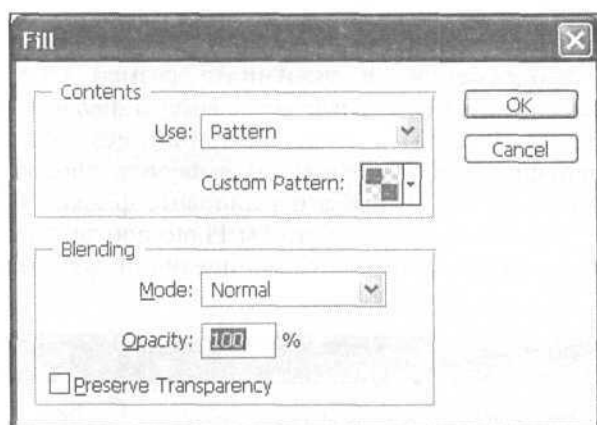 Fill
Contents
OK
Use: Pattern
Cancel
Custom Pattern:
Blending
Mode: Normal
Opacity: 100 %
Preserve Transparency